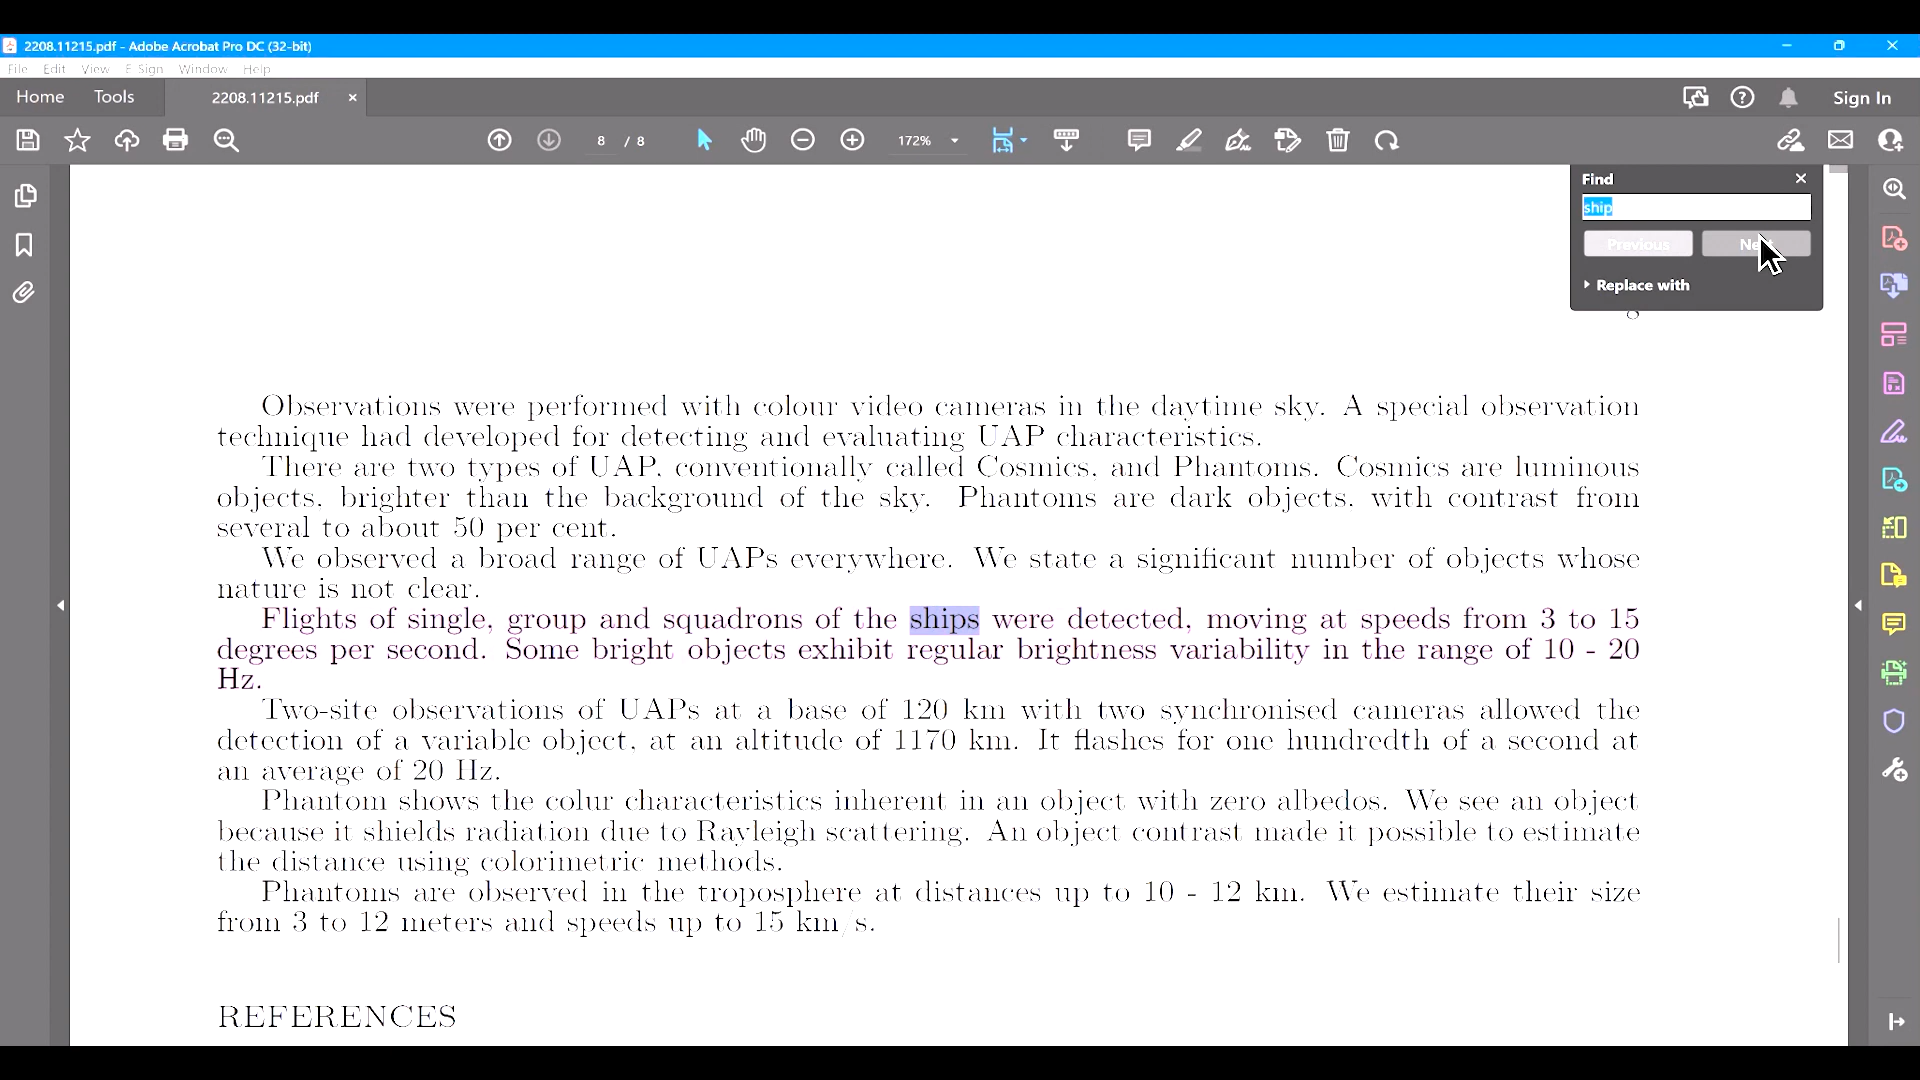 2208.11215.pdf - Adobe Acrobat Pro DC (32-bit)
File Edit View E-Sign Window Help
Home Tools 2208.11215.pdf Sign In
8 / 8 172%
Find
ship
Previous Next
Replace with
8
Observations were performed with colour video cameras in the daytime sky. A special observation
technique had developed for detecting and evaluating UAP characteristics.
There are two types of UAP, conventionally called Cosmics, and Phantoms. Cosmics are luminous
objects, brighter than the background of the sky. Phantoms are dark objects, with contrast from
several to about 50 per cent.
We observed a broad range of UAPs everywhere. We state a significant number of objects whose
nature is not clear.
Flights of single, group and squadrons of the ships were detected, moving at speeds from 3 to 15
degrees per second. Some bright objects exhibit regular brightness variability in the range of 10 - 20
Hz.
Two-site observations of UAPs at a base of 120 km with two synchronised cameras allowed the
detection of a variable object, at an altitude of 1170 km. It flashes for one hundredth of a second at
an average of 20 Hz.
Phantom shows the colur characteristics inherent in an object with zero albedos. We see an object
because it shields radiation due to Rayleigh scattering. An object contrast made it possible to estimate
the distance using colorimetric methods.
Phantoms are observed in the troposphere at distances up to 10 - 12 km. We estimate their size
from 3 to 12 meters and speeds up to 15 km/s.
REFERENCES